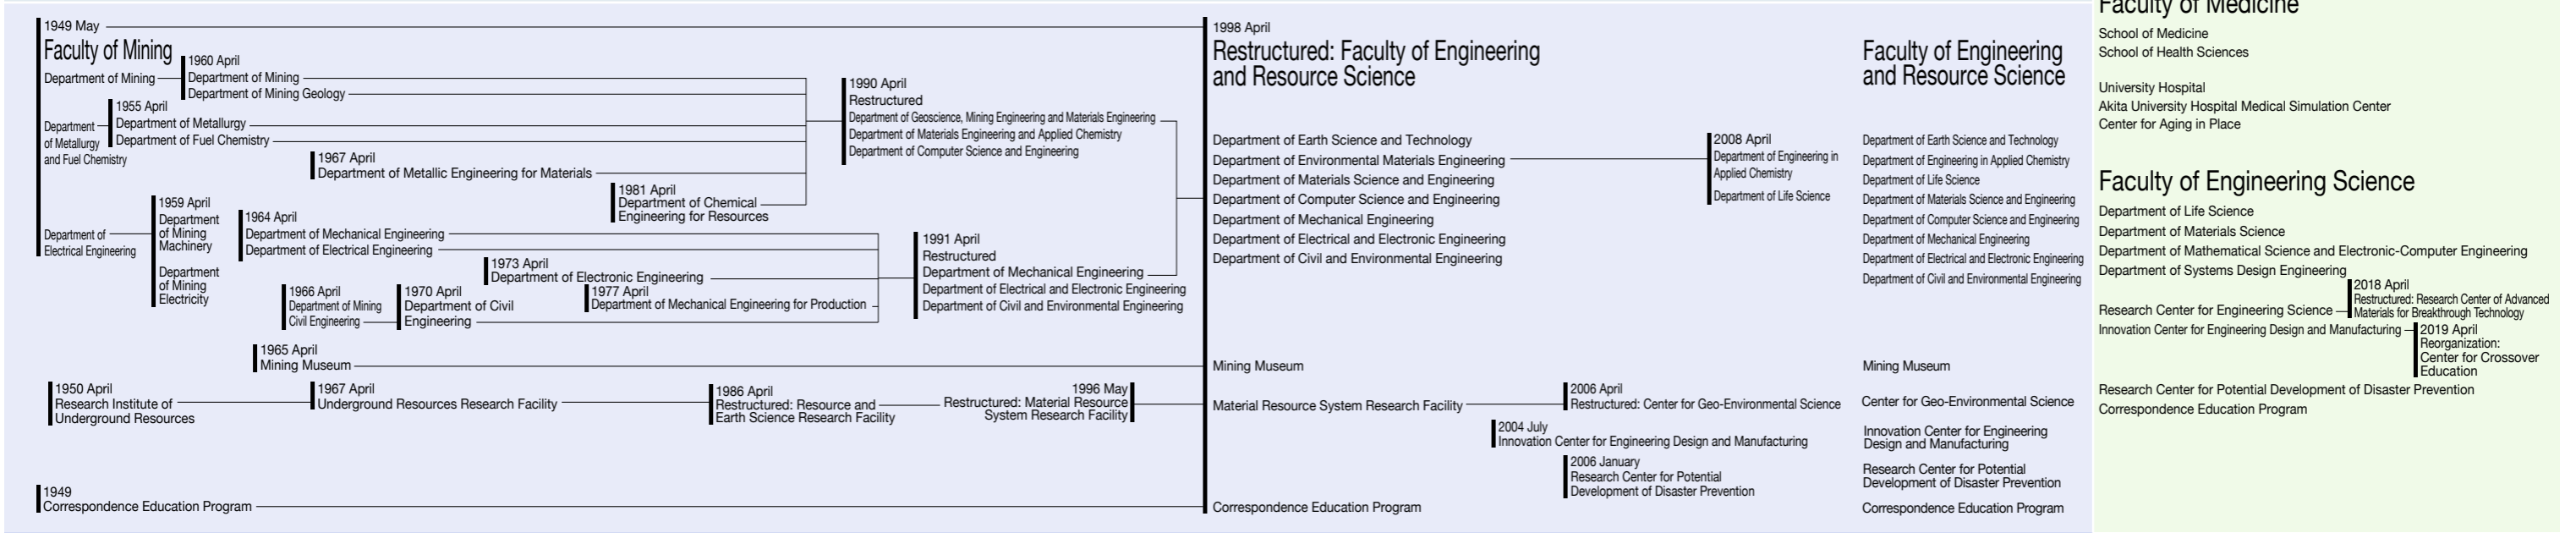 1949 May
Faculty of Mining
Department of Mining
1960 April
Department of Mining
Department of Mining Geology
Department
of Metallurgy
and Fuel Chemistry
1955 April
Department of Metallurgy
Department of Fuel Chemistry
1967 April
Department of Metallic Engineering for Materials
1981 April
Department of Chemical
Engineering for Resources
Department of
Electrical Engineering
1959 April
Department
of Mining
Machinery
Department
of Mining
Electricity
1964 April
Department of Mechanical Engineering
Department of Electrical Engineering
1973 April
Department of Electronic Engineering
1966 April
Department of Mining
Civil Engineering
1970 April
Department of Civil
Engineering
1977 April
Department of Mechanical Engineering for Production
1990 April
Restructured
Department of Geoscience, Mining Engineering and Materials Engineering
Department of Materials Engineering and Applied Chemistry
Department of Computer Science and Engineering
1991 April
Restructured
Department of Mechanical Engineering
Department of Electrical and Electronic Engineering
Department of Civil and Environmental Engineering
1965 April
Mining Museum
1950 April
Research Institute of
Underground Resources
1967 April
Underground Resources Research Facility
1986 April
Restructured: Resource and
Earth Science Research Facility
1996 May
Restructured: Material Resource
System Research Facility
1949
Correspondence Education Program
1998 April
Restructured: Faculty of Engineering
and Resource Science
Department of Earth Science and Technology
Department of Environmental Materials Engineering
Department of Materials Science and Engineering
Department of Computer Science and Engineering
Department of Mechanical Engineering
Department of Electrical and Electronic Engineering
Department of Civil and Environmental Engineering
2008 April
Department of Engineering in
Applied Chemistry
Department of Life Science
Mining Museum
Material Resource System Research Facility
2006 April
Restructured: Center for Geo-Environmental Science
2004 July
Innovation Center for Engineering Design and Manufacturing
2006 January
Research Center for Potential
Development of Disaster Prevention
Correspondence Education Program
Faculty of Engineering
and Resource Science
Department of Earth Science and Technology
Department of Engineering in Applied Chemistry
Department of Life Science
Department of Materials Science and Engineering
Department of Computer Science and Engineering
Department of Mechanical Engineering
Department of Electrical and Electronic Engineering
Department of Civil and Environmental Engineering
Mining Museum
Center for Geo-Environmental Science
Innovation Center for Engineering
Design and Manufacturing
Research Center for Potential
Development of Disaster Prevention
Correspondence Education Program
Faculty of Medicine
School of Medicine
School of Health Sciences
University Hospital
Akita University Hospital Medical Simulation Center
Center for Aging in Place
Faculty of Engineering Science
Department of Life Science
Department of Materials Science
Department of Mathematical Science and Electronic-Computer Engineering
Department of Systems Design Engineering
Research Center for Engineering Science
2018 April
Restructured: Research Center of Advanced
Materials for Breakthrough Technology
Innovation Center for Engineering Design and Manufacturing
2019 April
Reorganization:
Center for Crossover
Education
Research Center for Potential Development of Disaster Prevention
Correspondence Education Program